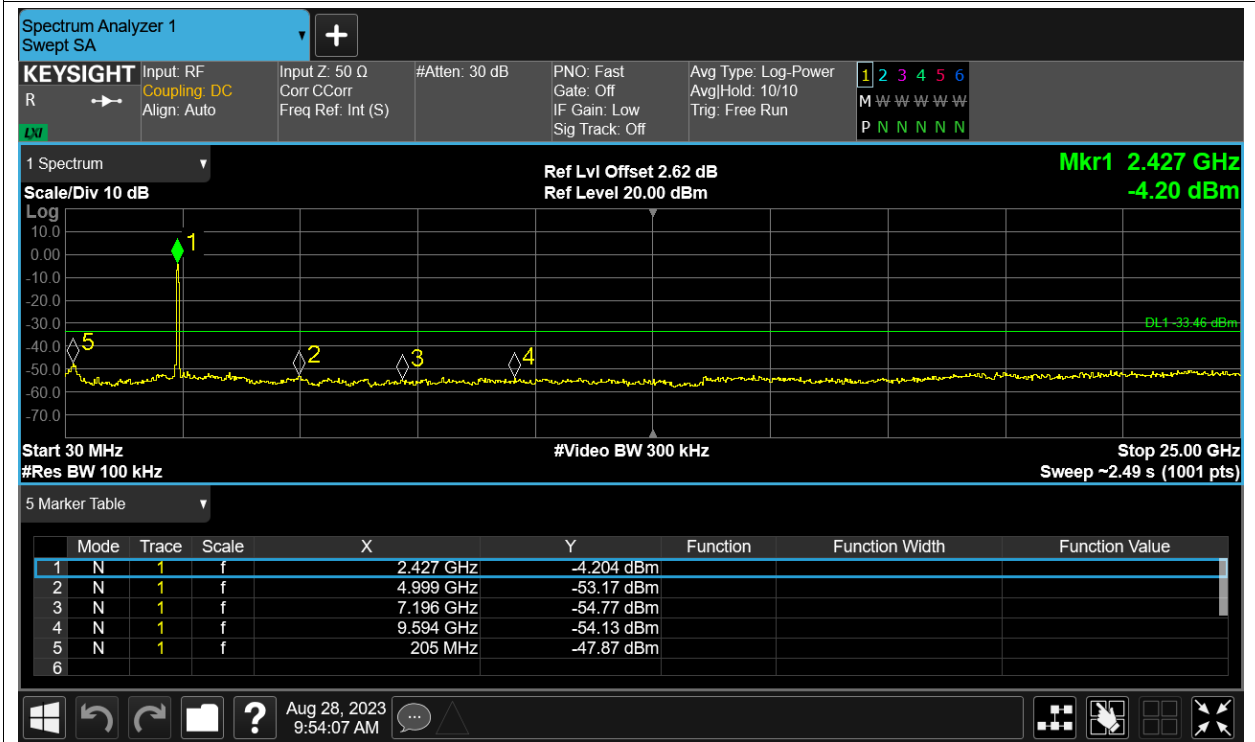 Spectrum Analyzer 1
Swept SA
+
KEYSIGHT
R
LXI
Input: RF
Coupling: DC
Align: Auto
Input Z: 50 Ω
Corr CCorr
Freq Ref: Int (S)
#Atten: 30 dB
PNO: Fast
Gate: Off
IF Gain: Low
Sig Track: Off
Avg Type: Log-Power
Avg|Hold: 10/10
Trig: Free Run
1 2 3 4 5 6
M W W W W W
P N N N N N
1 Spectrum
Scale/Div 10 dB
Ref Lvl Offset 2.62 dB
Ref Level 20.00 dBm
Mkr1 2.427 GHz
-4.20 dBm
Log
10.0
0.00
-10.0
-20.0
-30.0
-40.0
-50.0
-60.0
-70.0
1
DL1 -33.46 dBm
5
2
3
4
Start 30 MHz
#Video BW 300 kHz
Stop 25.00 GHz
#Res BW 100 kHz
Sweep ~2.49 s (1001 pts)
5 Marker Table
Mode Trace Scale X Y Function Function Width Function Value
1 N 1 f 2.427 GHz -4.204 dBm
2 N 1 f 4.999 GHz -53.17 dBm
3 N 1 f 7.196 GHz -54.77 dBm
4 N 1 f 9.594 GHz -54.13 dBm
5 N 1 f 205 MHz -47.87 dBm
6
?
Aug 28, 2023
9:54:07 AM